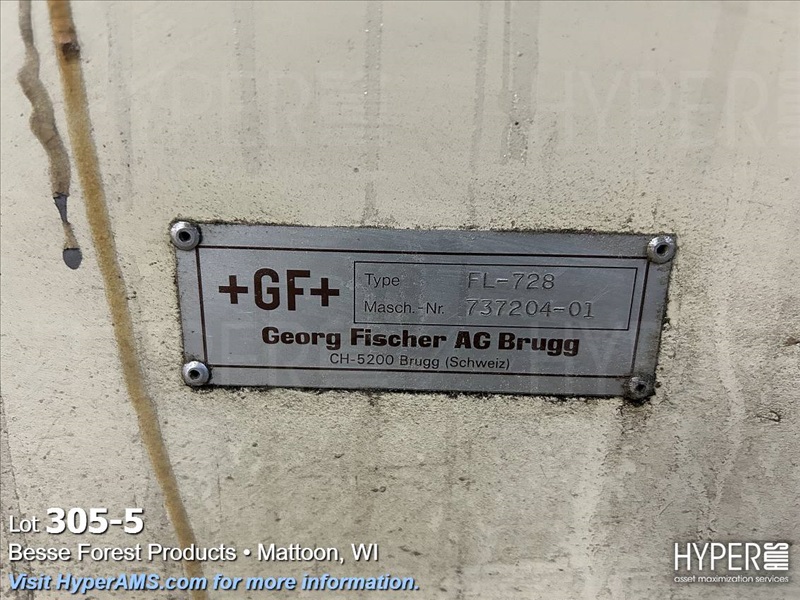 +GF+
Type FL-728
Masch.-Nr. 737204-01
Georg Fischer AG Brugg
CH-5200 Brugg (Schweiz)
Lot 305-5
Besse Forest Products • Mattoon, WI
Visit HyperAMS.com for more information.
HYPER AMS
asset maximization services